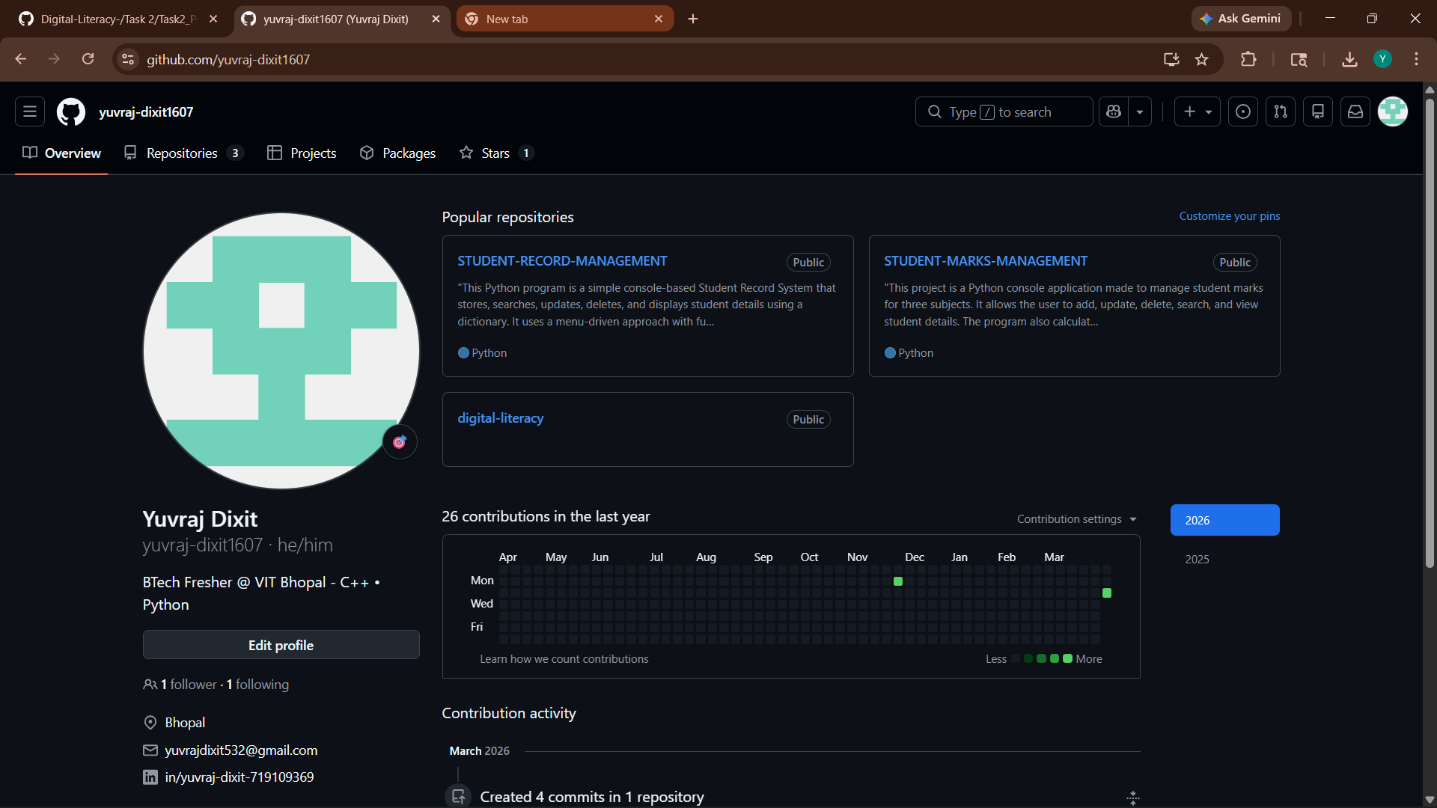 Digital-Literacy-/Task 2/Task2_P
yuvraj-dixit1607 (Yuvraj Dixit)
New tab
Ask Gemini
github.com/yuvraj-dixit1607
Y
yuvraj-dixit1607
Type / to search
Overview
Repositories 3
Projects
Packages
Stars 1
Popular repositories
Customize your pins
STUDENT-RECORD-MANAGEMENT
Public
"This Python program is a simple console-based Student Record System that
stores, searches, updates, deletes, and displays student details using a
dictionary. It uses a menu-driven approach with fu...
Python
STUDENT-MARKS-MANAGEMENT
Public
"This project is a Python console application made to manage student marks
for three subjects. It allows the user to add, update, delete, search, and view
student details. The program also calculat...
Python
digital-literacy
Public
Yuvraj Dixit
yuvraj-dixit1607 · he/him
BTech Fresher @ VIT Bhopal - C++ •
Python
Edit profile
1 follower · 1 following
Bhopal
yuvrajdixit532@gmail.com
in/yuvraj-dixit-719109369
26 contributions in the last year
Contribution settings
2026
2025
Apr May Jun Jul Aug Sep Oct Nov Dec Jan Feb Mar
Mon
Wed
Fri
Learn how we count contributions
Less More
Contribution activity
March 2026
Created 4 commits in 1 repository